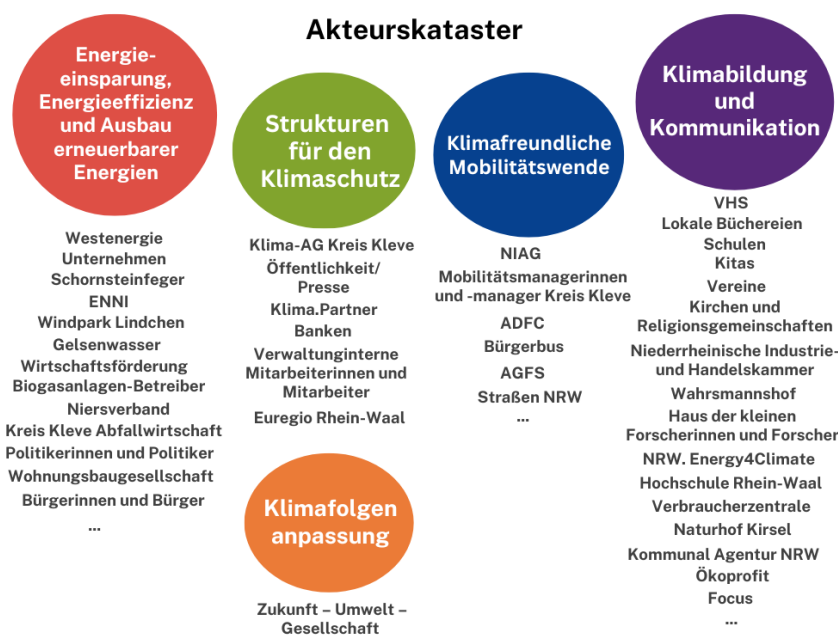 Akteurskataster
Energie-
einsparung,
Energieeffizienz
und Ausbau
erneuerbarer
Energien
Westenergie
Unternehmen
Schornsteinfeger
ENNI
Windpark Lindchen
Gelsenwasser
Wirtschaftsförderung
Biogasanlagen-Betreiber
Niersverband
Kreis Kleve Abfallwirtschaft
Politikerinnen und Politiker
Wohnungsbaugesellschaft
Bürgerinnen und Bürger
...
Strukturen
für den
Klimaschutz
Klima-AG Kreis Kleve
Öffentlichkeit/
Presse
Klima.Partner
Banken
Verwaltunginterne
Mitarbeiterinnen und
Mitarbeiter
Euregio Rhein-Waal
Klimafolgen
anpassung
Zukunft – Umwelt –
Gesellschaft
Klimafreundliche
Mobilitätswende
NIAG
Mobilitätsmanagerinnen
und -manager Kreis Kleve
ADFC
Bürgerbus
AGFS
Straßen NRW
...
Klimabildung
und
Kommunikation
VHS
Lokale Büchereien
Schulen
Kitas
Vereine
Kirchen und
Religionsgemeinschaften
Niederrheinische Industrie-
und Handelskammer
Wahrsmannshof
Haus der kleinen
Forscherinnen und Forscher
NRW. Energy4Climate
Hochschule Rhein-Waal
Verbraucherzentrale
Naturhof Kirsel
Kommunal Agentur NRW
Ökoprofit
Focus
...